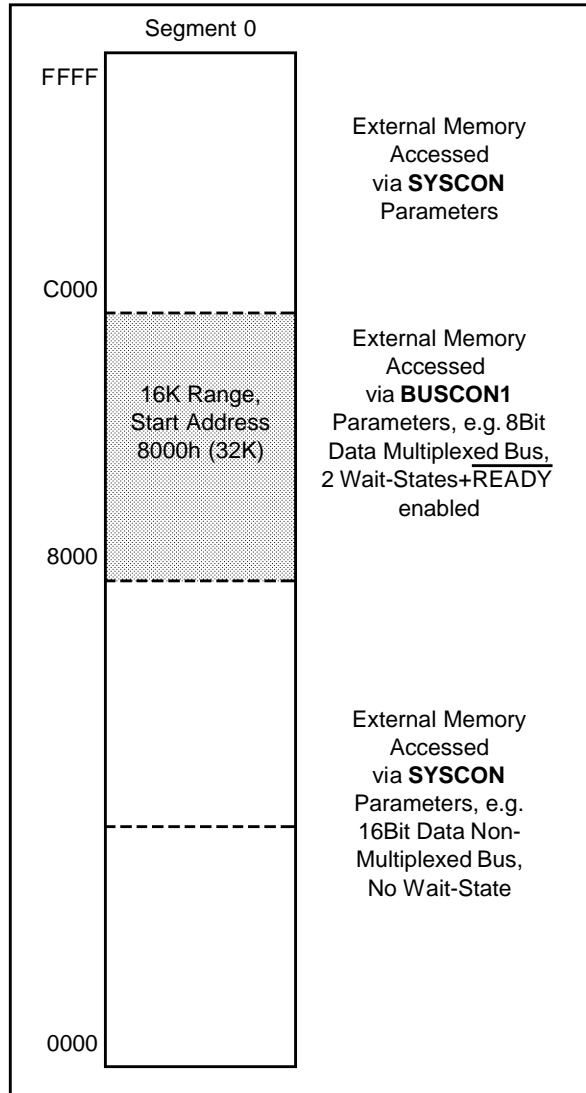 Segment 0
FFFF
External Memory
Accessed
via SYSCON
Parameters
C000
16K Range,
Start Address
8000h (32K)
External Memory
Accessed
via BUSCON1
Parameters, e.g. 8Bit
Data Multiplexed Bus,
2 Wait-States+READY
enabled
8000
External Memory
Accessed
via SYSCON
Parameters, e.g.
16Bit Data Non-
Multiplexed Bus,
No Wait-State
0000